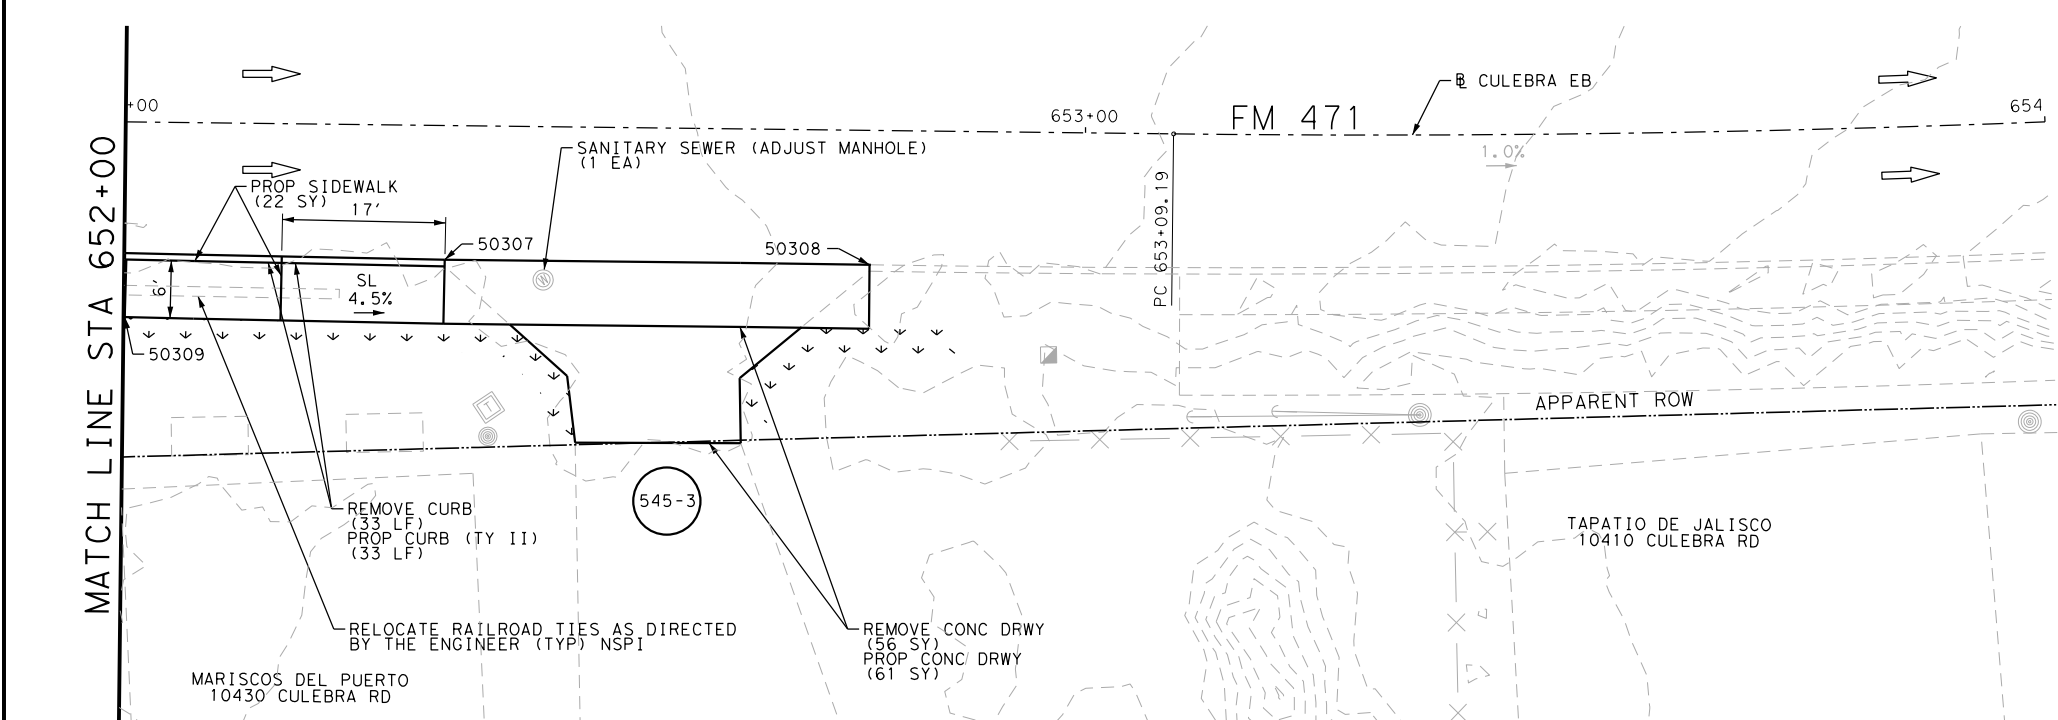 MATCH LINE STA 652+00
+00
℄ CULEBRA EB
FM 471
653+00
654
SANITARY SEWER (ADJUST MANHOLE)
(1 EA)
1.0%
PROP SIDEWALK
(22 SY)
17'
PC 653+09.19
50307
50308
6'
SL
4.5%
50309
APPARENT ROW
545-3
REMOVE CURB
(33 LF)
PROP CURB (TY II)
(33 LF)
TAPATIO DE JALISCO
10410 CULEBRA RD
RELOCATE RAILROAD TIES AS DIRECTED
BY THE ENGINEER (TYP) NSPI
REMOVE CONC DRWY
(56 SY)
PROP CONC DRWY
(61 SY)
MARISCOS DEL PUERTO
10430 CULEBRA RD